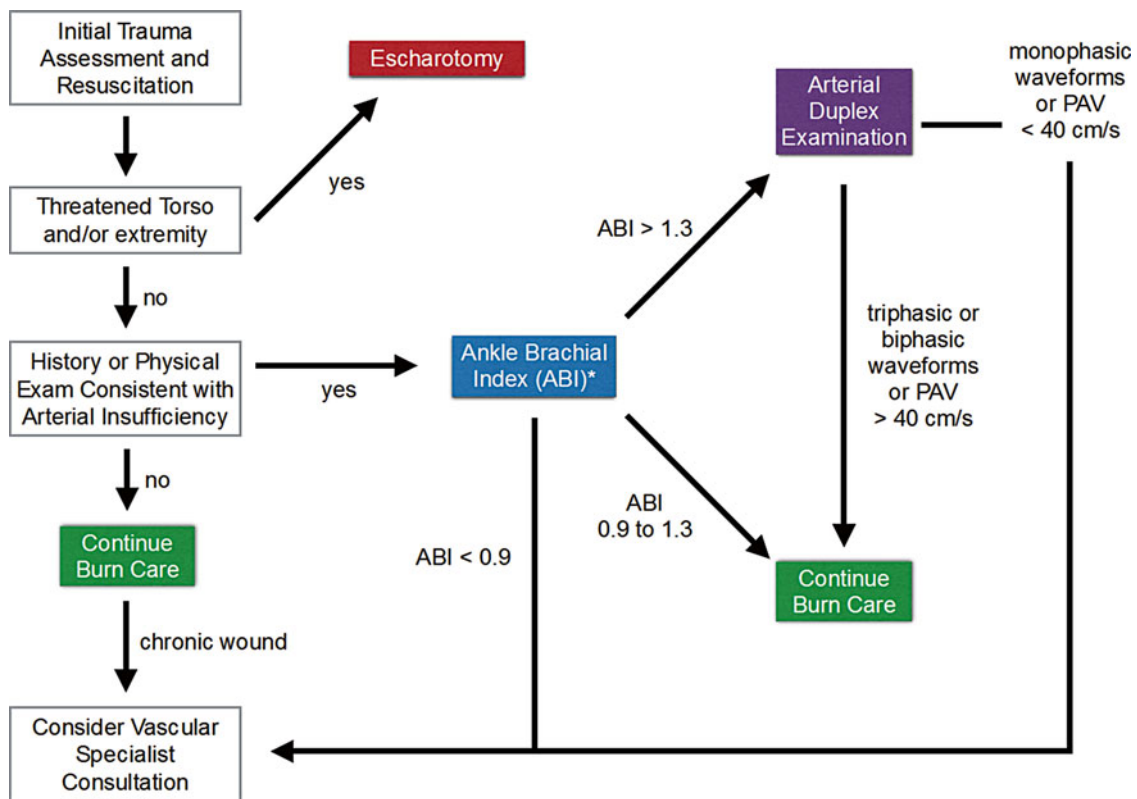 Initial Trauma
Assessment and
Resuscitation
Escharotomy
yes
Threatened Torso
and/or extremity
no
History or Physical
Exam Consistent with
Arterial Insufficiency
yes
Ankle Brachial
Index (ABI)*
ABI > 1.3
Arterial
Duplex
Examination
monophasic
waveforms
or PAV
< 40 cm/s
triphasic or
biphasic
waveforms
or PAV
> 40 cm/s
ABI
0.9 to 1.3
Continue
Burn Care
ABI < 0.9
no
Continue
Burn Care
chronic wound
Consider Vascular
Specialist
Consultation